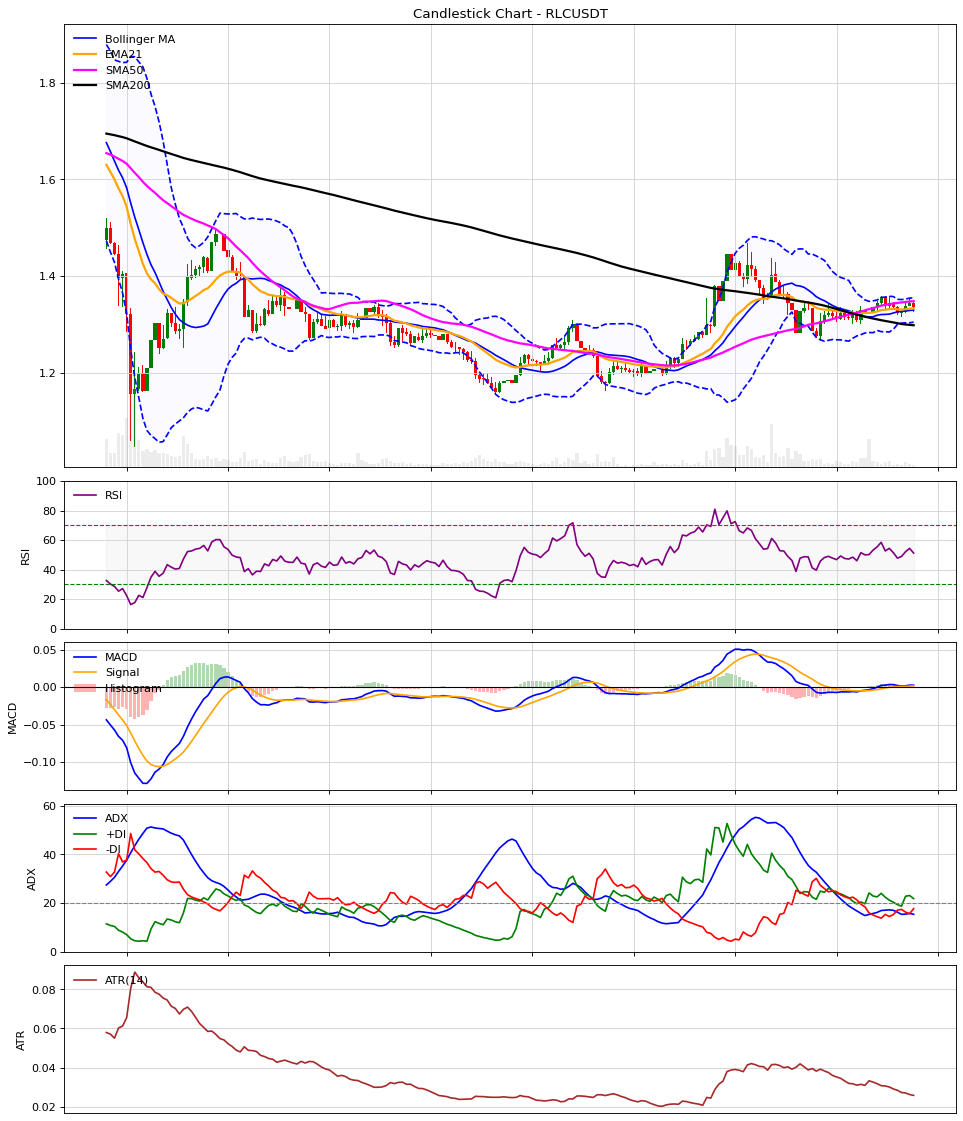 Candlestick Chart - RLCUSDT
Bollinger MA
EMA21
SMA50
SMA200
1.8
1.6
1.4
1.2
RSI
100
80
60
40
20
0
RSI
MACD
Signal
Histogram
0.05
0.00
−0.05
−0.10
MACD
ADX
+DI
-DI
60
40
20
0
ADX
ATR(14)
0.08
0.06
0.04
0.02
ATR